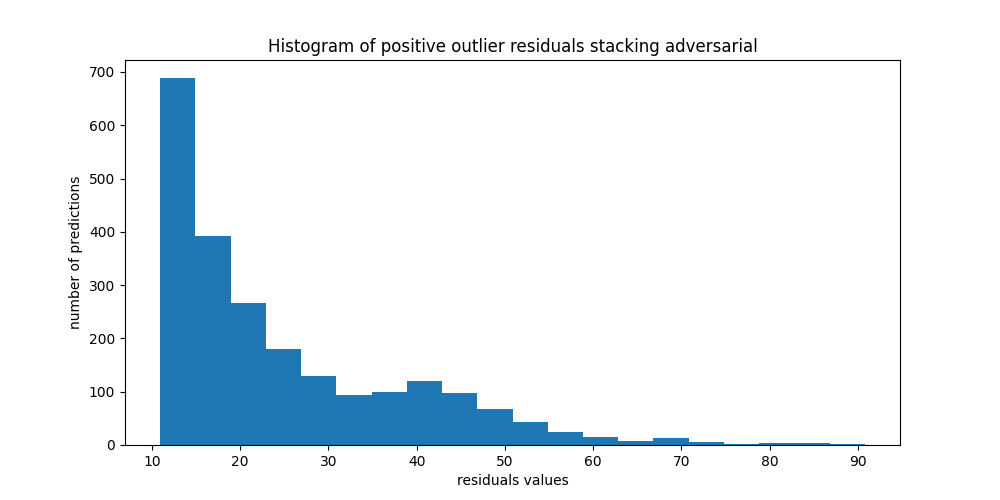 Histogram of positive outlier residuals stacking adversarial
number of predictions
700
600
500
400
300
200
100
0
10 20 30 40 50 60 70 80 90
residuals values